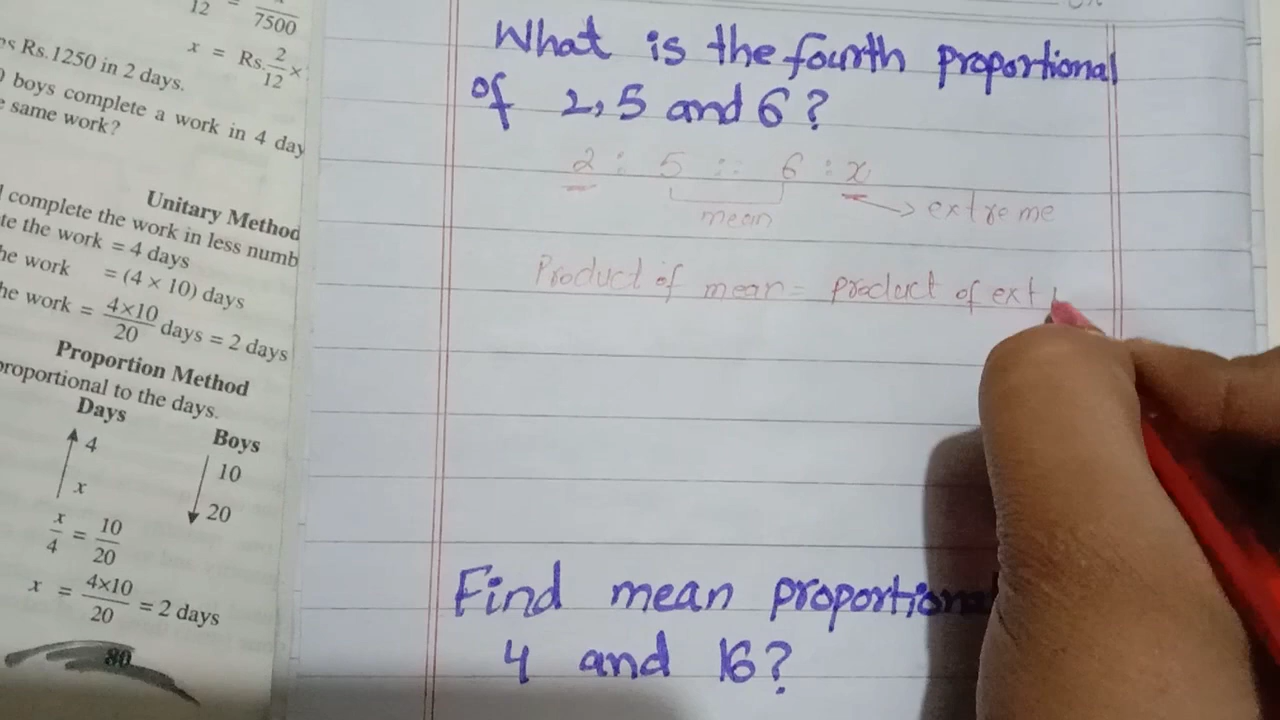 12 = 7500
x = Rs. 2/12 ×
Rs.1250 in 2 days.
boys complete a work in 4 day
same work?
Unitary Method
complete the work in less numb
the work = 4 days
work = (4 × 10) days
work = 4×10/20 days = 2 days
Proportion Method
proportional to the days.
Days Boys
4 10
x 20
x/4 = 10/20
x = 4×10/20 = 2 days
80
What is the fourth proportional
of 2, 5 and 6?
2 : 5 :: 6 : x
mean extreme
Product of mean = product of ext
Find mean proportiona
4 and 16?